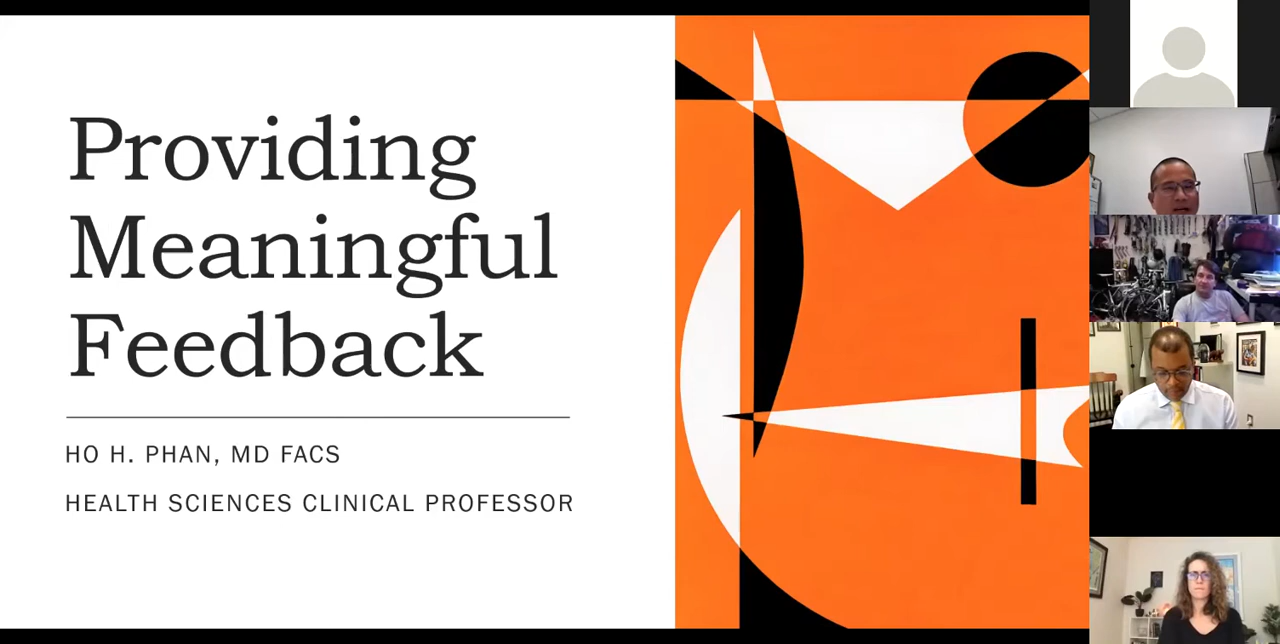 Providing
Meaningful
Feedback
HO H. PHAN, MD FACS
HEALTH SCIENCES CLINICAL PROFESSOR